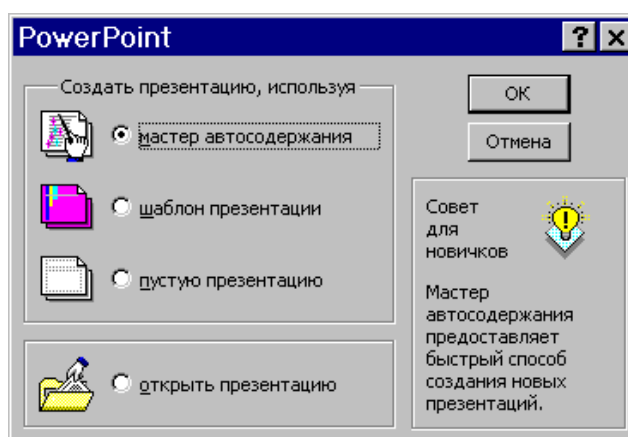 PowerPoint
Создать презентацию, используя
мастер автосодержания
шаблон презентации
пустую презентацию
открыть презентацию
ОК
Отмена
Совет
для
новичков
Мастер
автосодержания
предоставляет
быстрый способ
создания новых
презентаций.